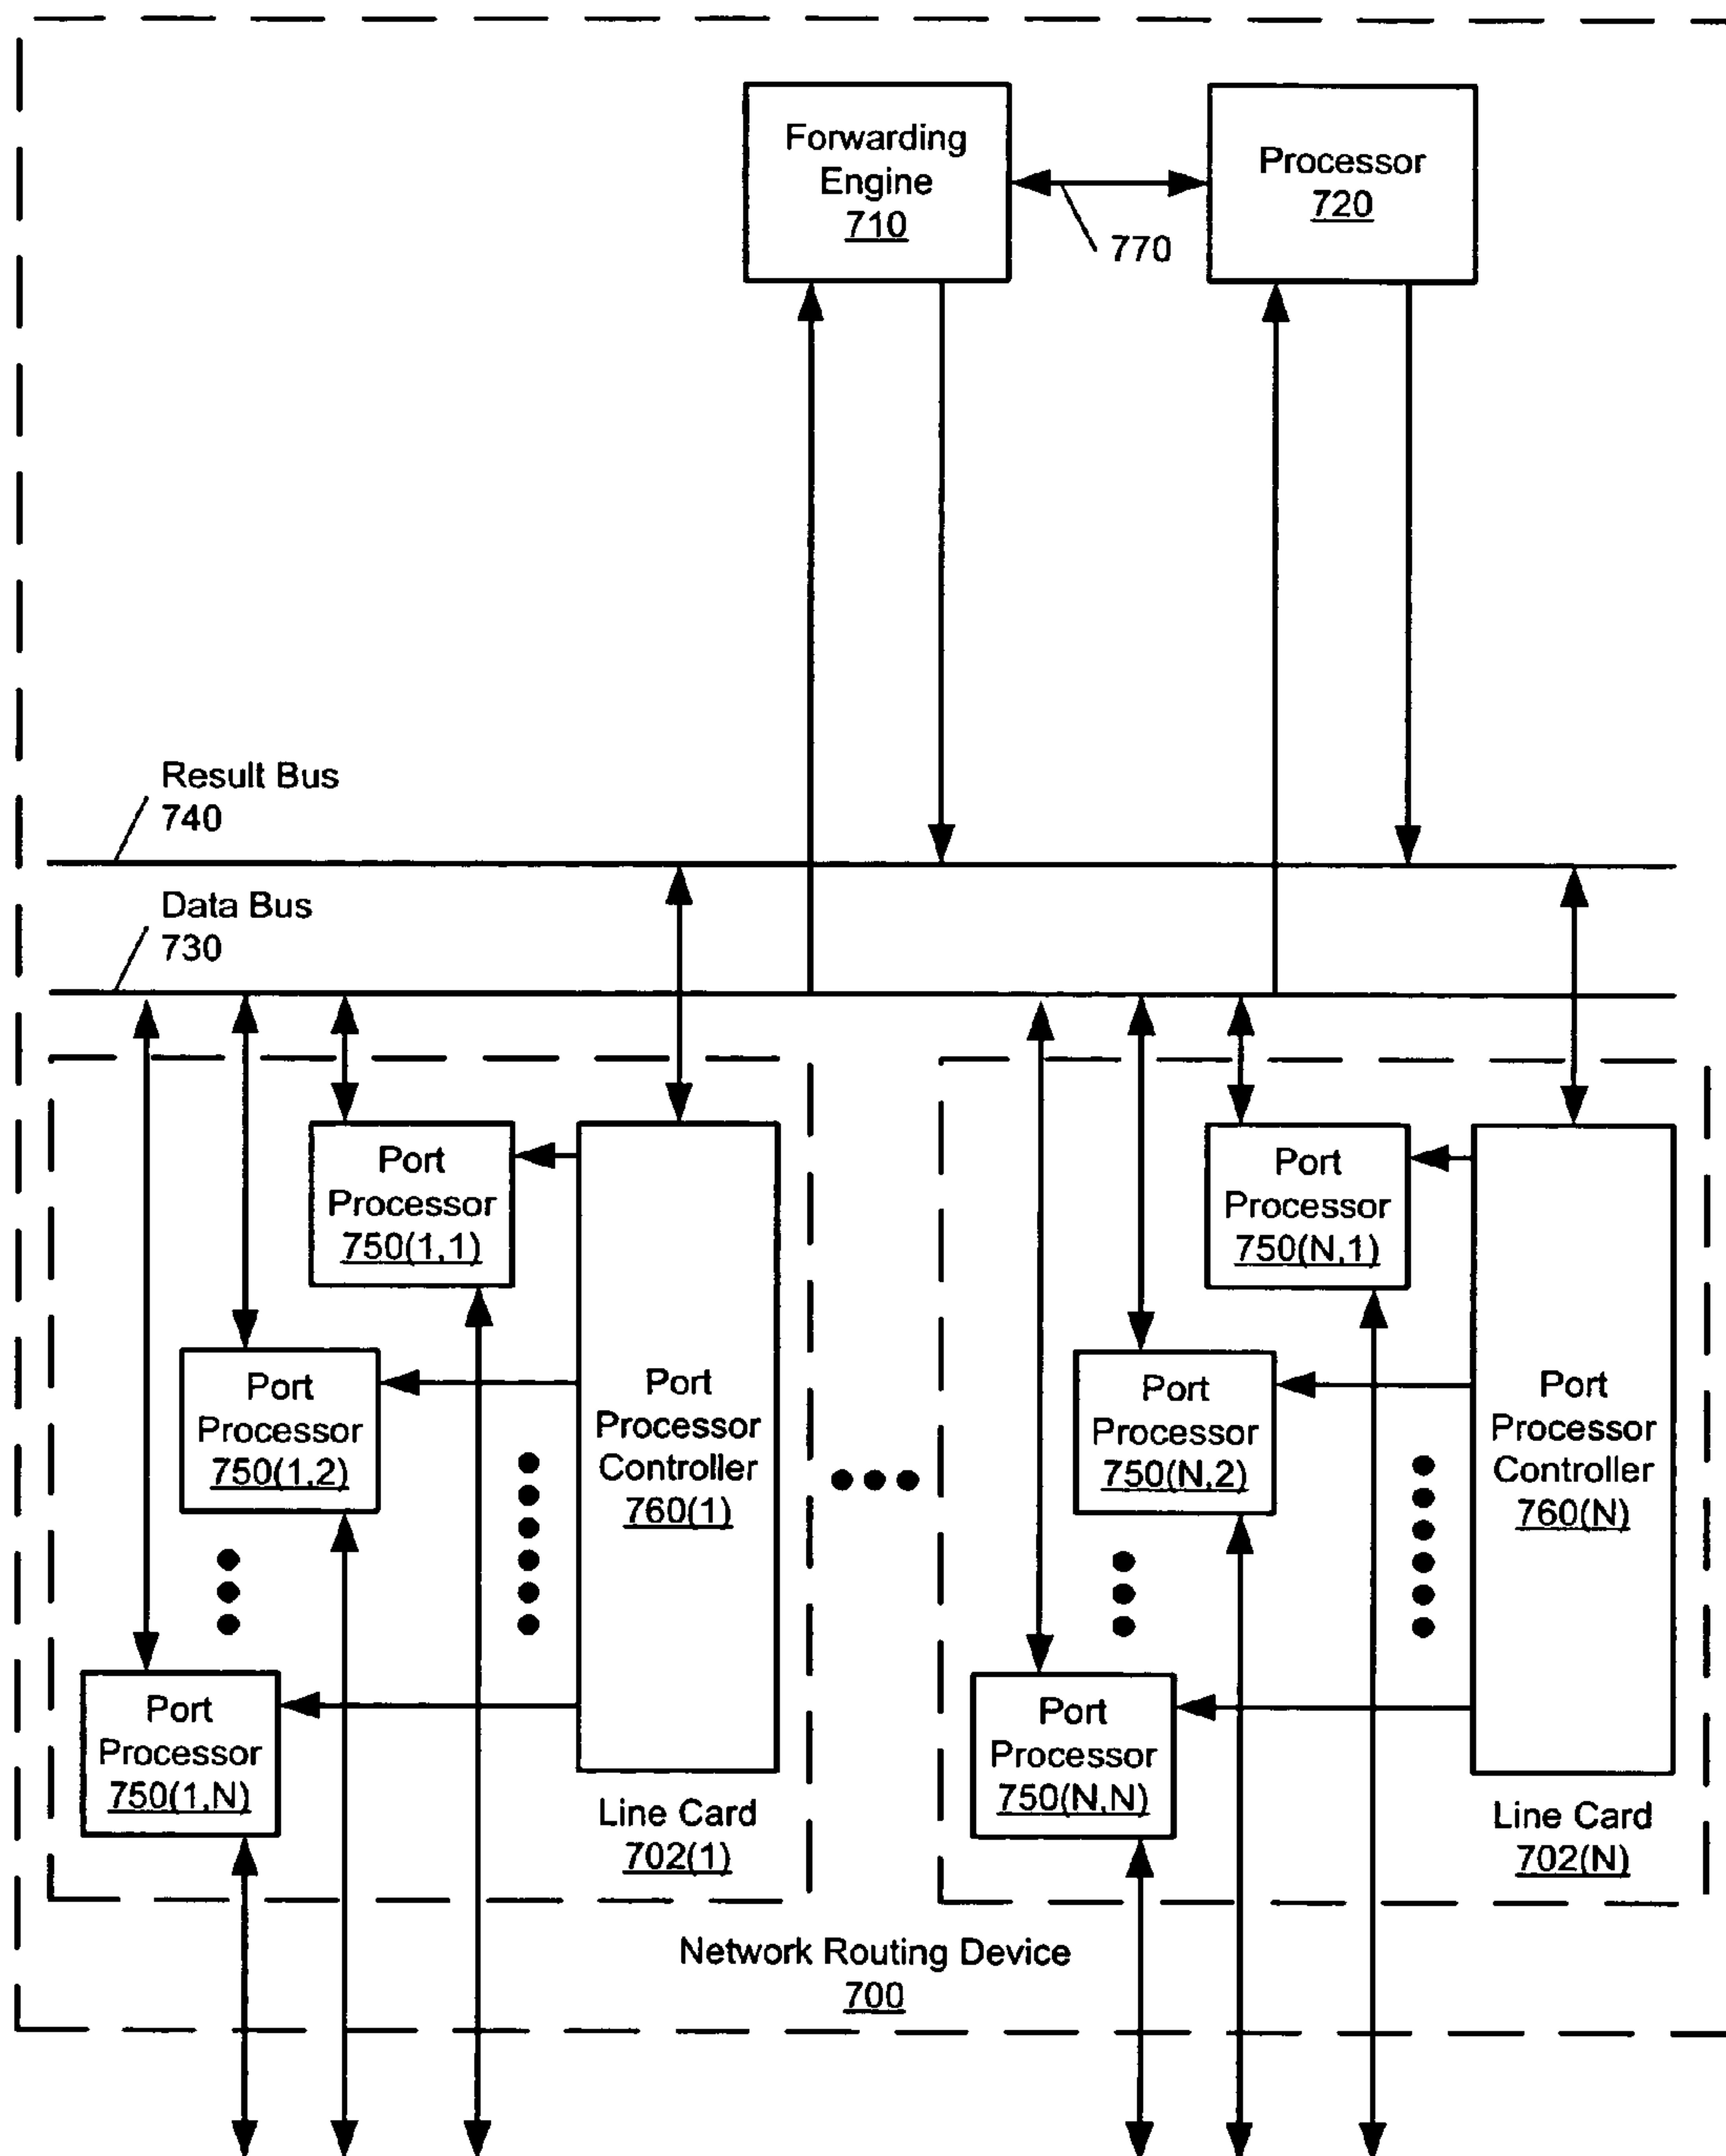 Forwarding
Engine
710
Processor
720
770
Result Bus
740
Data Bus
730
Port
Processor
750(1,1)
Port
Processor
750(1,2)
Port
Processor
750(1,N)
Port
Processor
Controller
760(1)
Line Card
702(1)
Port
Processor
750(N,1)
Port
Processor
750(N,2)
Port
Processor
750(N,N)
Port
Processor
Controller
760(N)
Line Card
702(N)
Network Routing Device
700